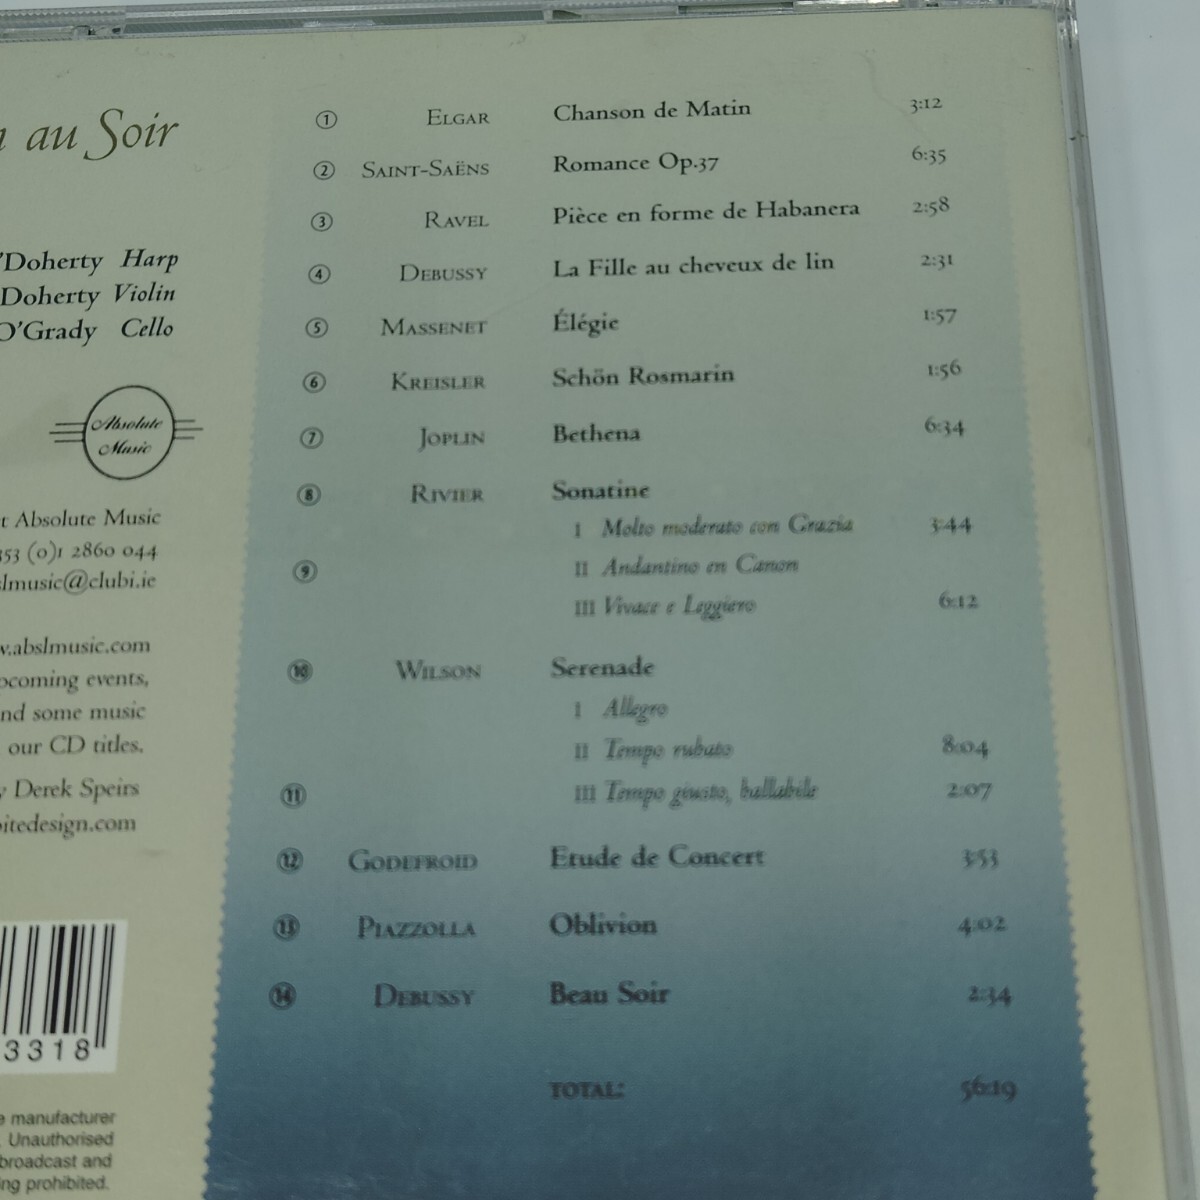 au Soir
'Doherty Harp
Doherty Violin
O'Grady Cello
Absolute
Music
t Absolute Music
353 (0)1 2860 044
slmusic@clubi.ie
w.abslmusic.com
pcoming events,
nd some music
our CD titles.
y Derek Speirs
itedesign.com
3318
manufacturer
Unauthorised
broadcast and
ing prohibited.
① ELGAR Chanson de Matin 3:12
② SAINT-SAËNS Romance Op.37 6:35
③ RAVEL Pièce en forme de Habanera 2:58
④ DEBUSSY La Fille au cheveux de lin 2:31
⑤ MASSENET Élégie 1:57
⑥ KREISLER Schön Rosmarin 1:56
⑦ JOPLIN Bethena 6:34
⑧ RIVIER Sonatine
I Molto moderato con Grazia 3:44
⑨ II Andantino en Canon
III Vivace e Leggiero 6:12
⑩ WILSON Serenade
I Allegro
II Tempo rubato 8:04
⑪ III Tempo giusto, ballabile 2:07
⑫ GODEFROID Etude de Concert 3:53
⑬ PIAZZOLLA Oblivion 4:02
⑭ DEBUSSY Beau Soir 2:34
TOTAL: 56:19